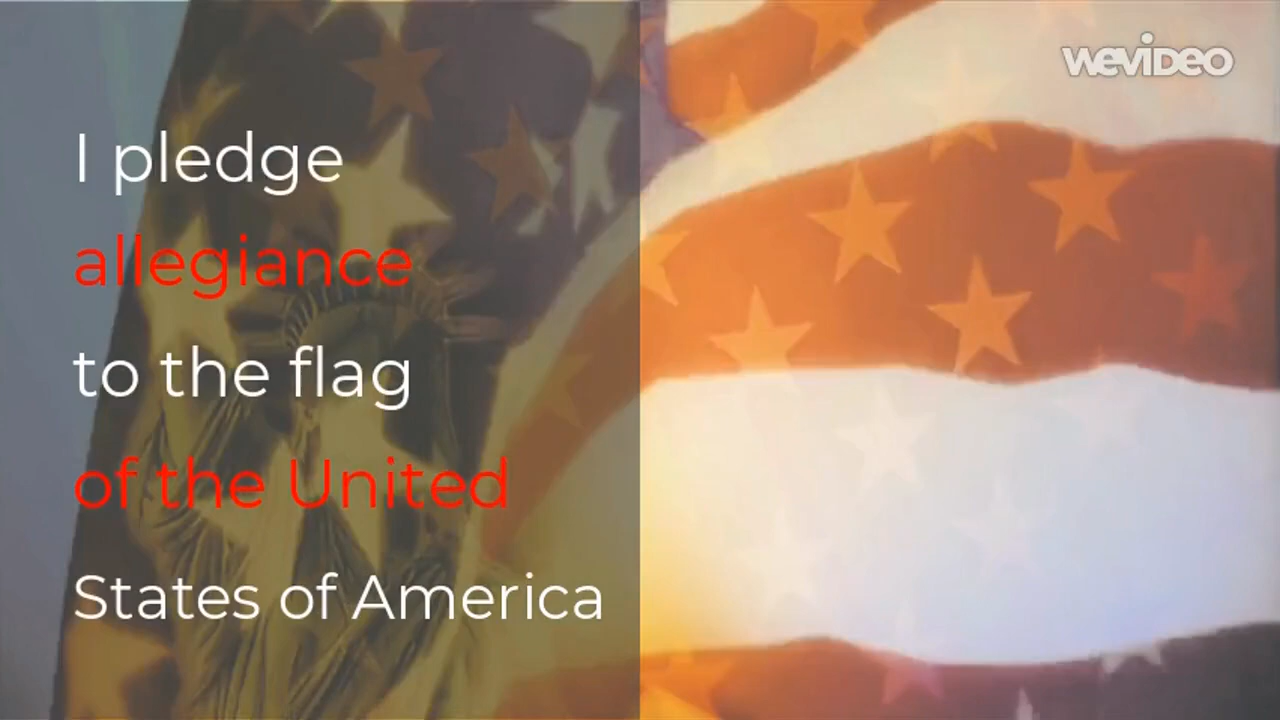 WeVideo
I pledge
allegiance
to the flag
of the United
States of America